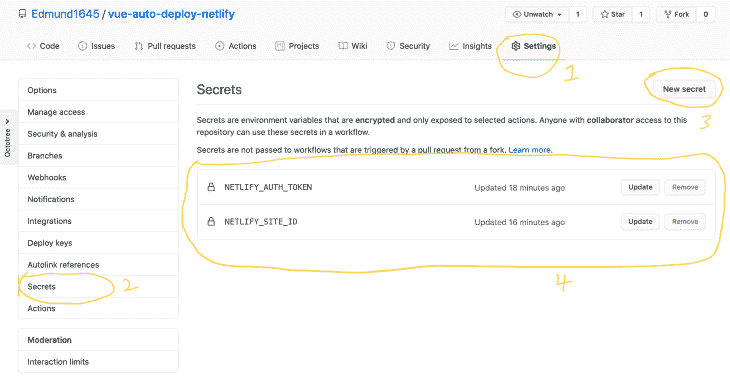 Edmund1645 / vue-auto-deploy-netlify
Unwatch 1 Star 1 Fork 0
Code Issues Pull requests Actions Projects Wiki Security Insights Settings
1
Octotree
Options
Manage access
Security & analysis
Branches
Webhooks
Notifications
Integrations
Deploy keys
Autolink references
Secrets
2
Actions
Moderation
Interaction limits
Secrets
New secret
3
Secrets are environment variables that are encrypted and only exposed to selected actions. Anyone with collaborator access to this
repository can use these secrets in a workflow.
Secrets are not passed to workflows that are triggered by a pull request from a fork. Learn more.
NETLIFY_AUTH_TOKEN Updated 18 minutes ago Update Remove
NETLIFY_SITE_ID Updated 16 minutes ago Update Remove
4